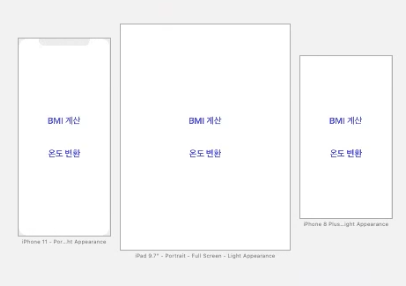 BMI 계산
온도 변환
iPhone 11 - Por...ht Appearance
BMI 계산
온도 변환
iPad 9.7" - Portrait - Full Screen - Light Appearance
BMI 계산
온도 변환
iPhone 8 Plus...ight Appearance